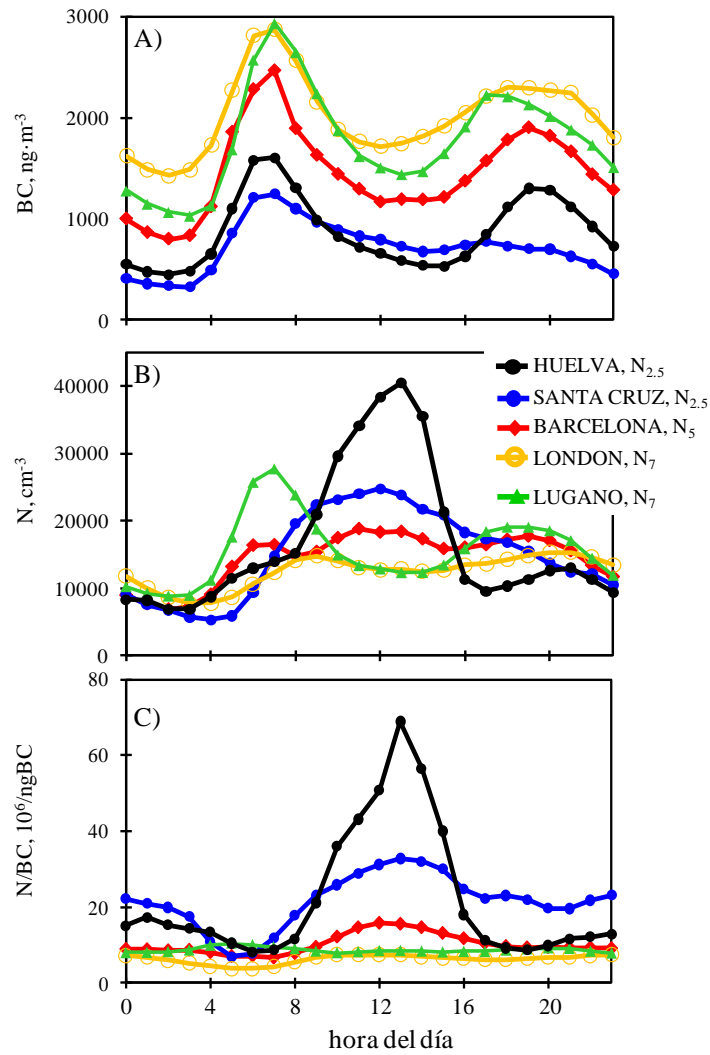 A)
3000
2000
1000
0
BC, ng·m-3
B)
40000
30000
20000
10000
0
N, cm-3
HUELVA, N2.5
SANTA CRUZ, N2.5
BARCELONA, N5
LONDON, N7
LUGANO, N7
C)
80
60
40
20
0
N/BC, 10⁶/ngBC
0 4 8 12 16 20
hora del día